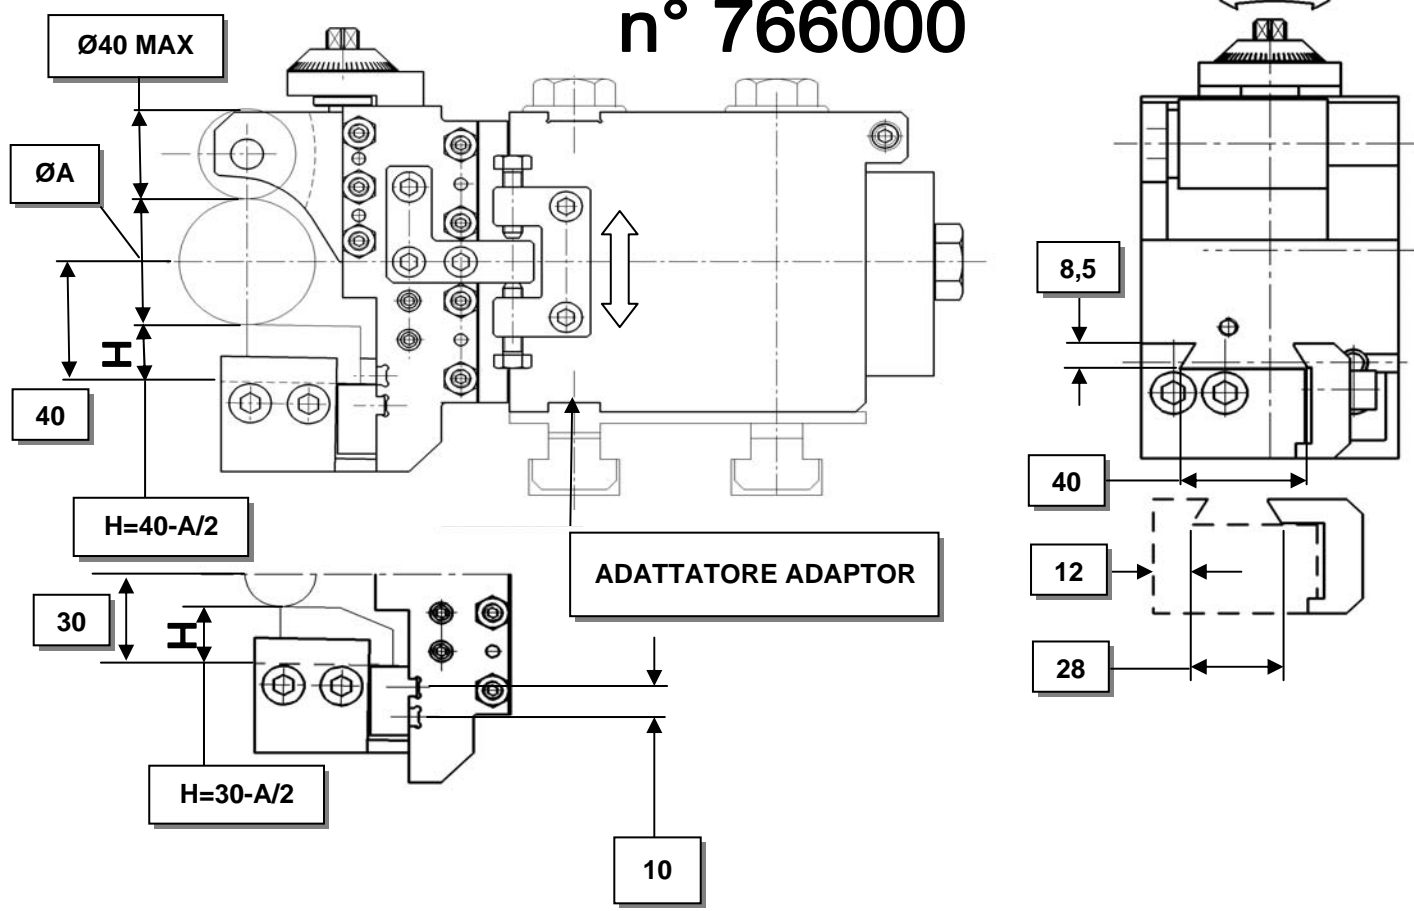 n° 766000
Ø40 MAX
ØA
H
40
H=40-A/2
8,5
40
12
28
ADATTATORE ADAPTOR
30
H
H=30-A/2
10